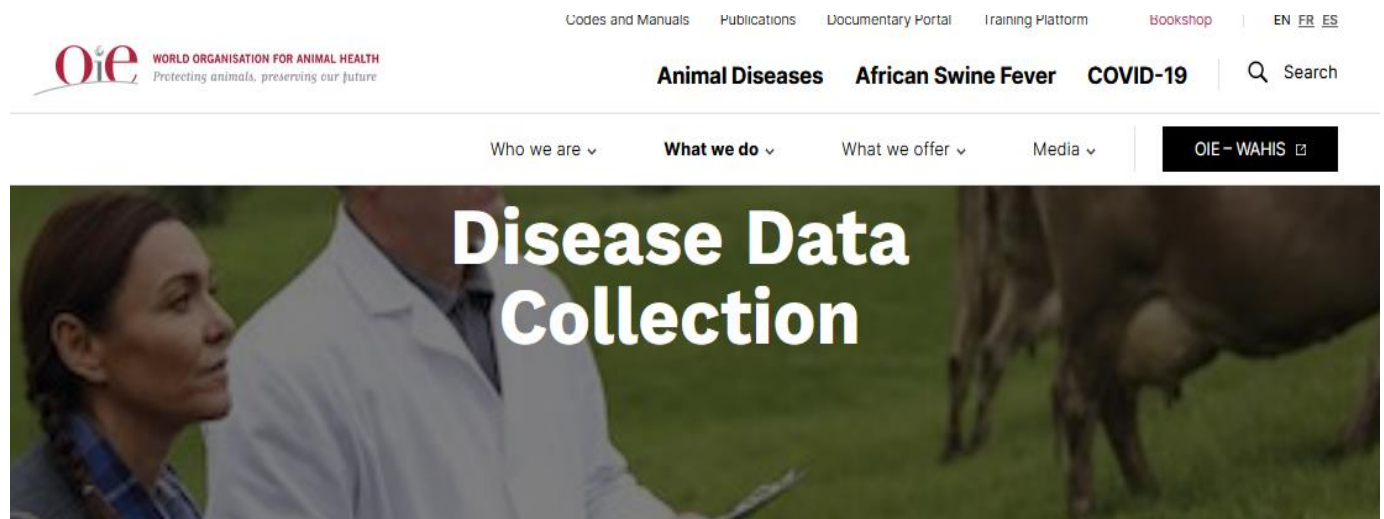 Codes and Manuals Publications Documentary Portal Training Platform Bookshop EN FR ES
OiE WORLD ORGANISATION FOR ANIMAL HEALTH
Protecting animals, preserving our future
Animal Diseases African Swine Fever COVID-19 Search
Who we are What we do What we offer Media OIE – WAHIS
Disease Data
Collection